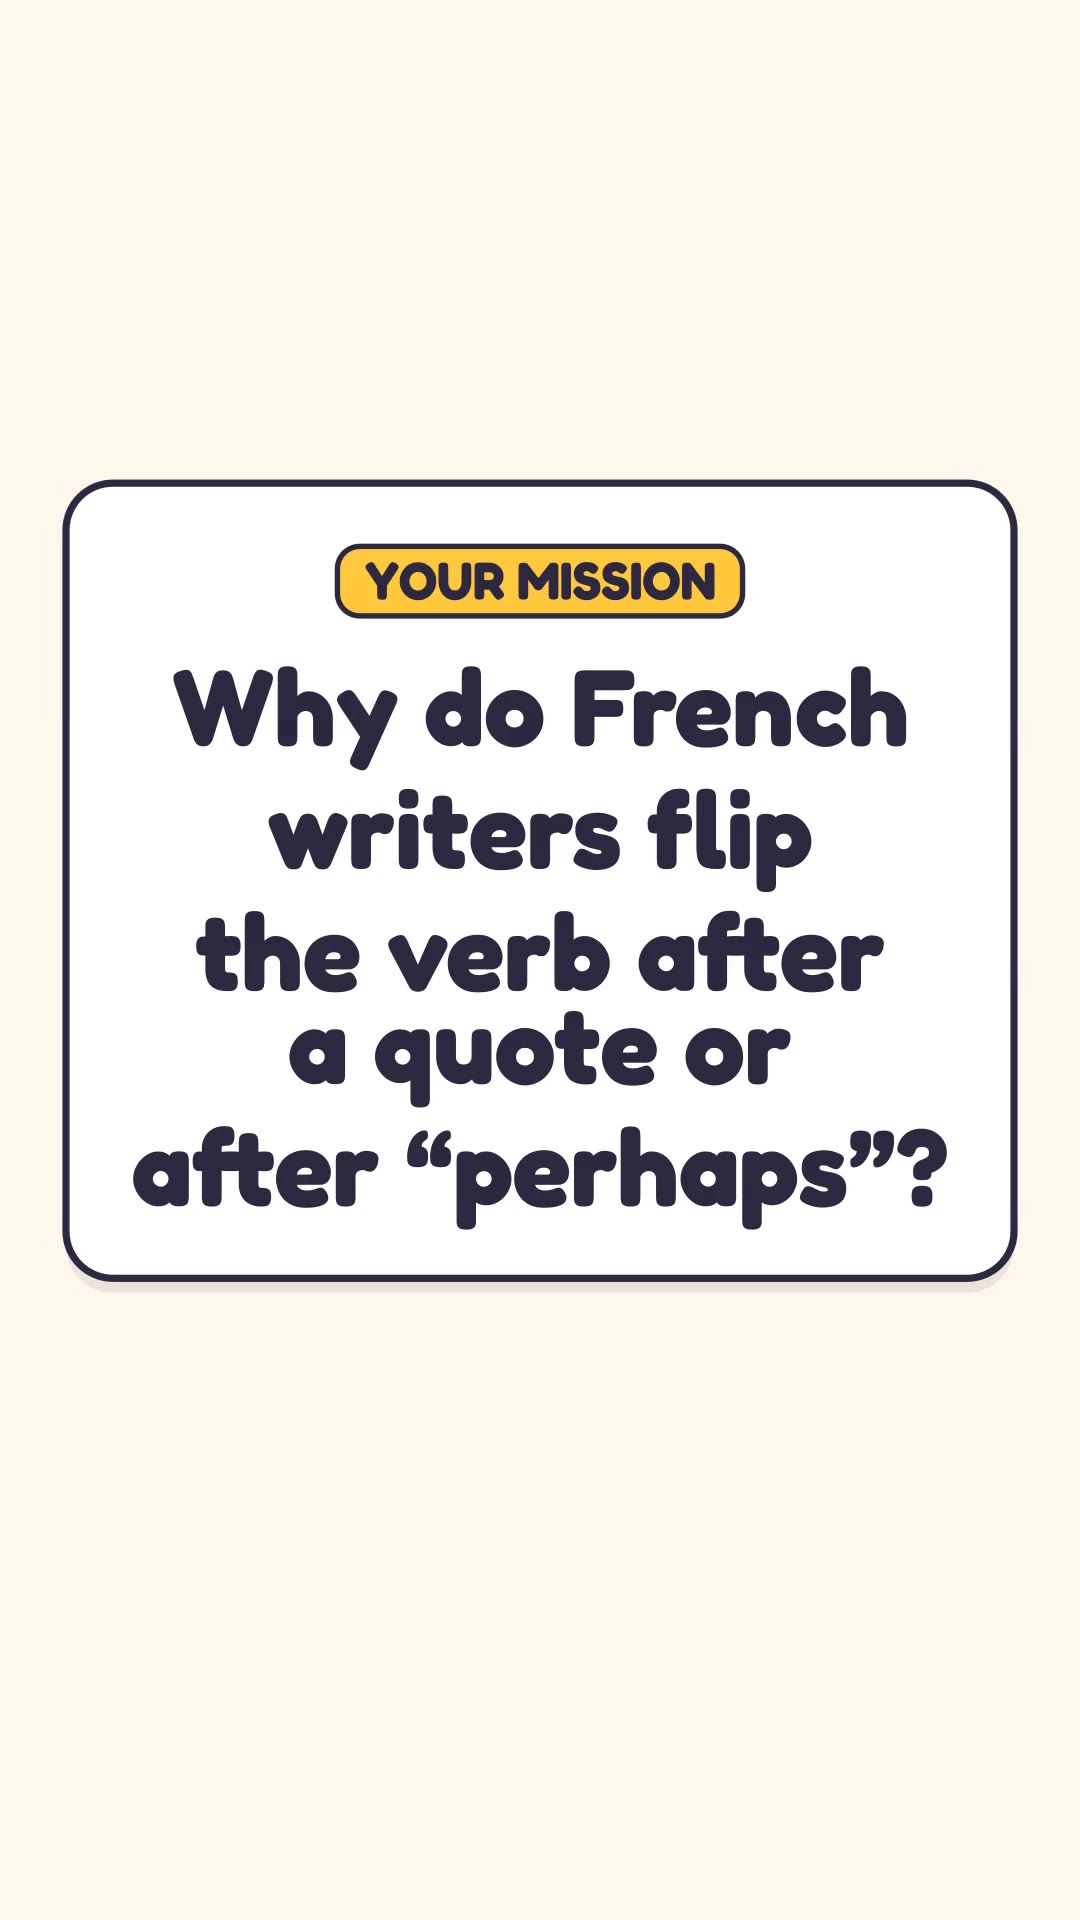 YOUR MISSION
Why do French
writers flip
the verb after
a quote or
after “perhaps”?